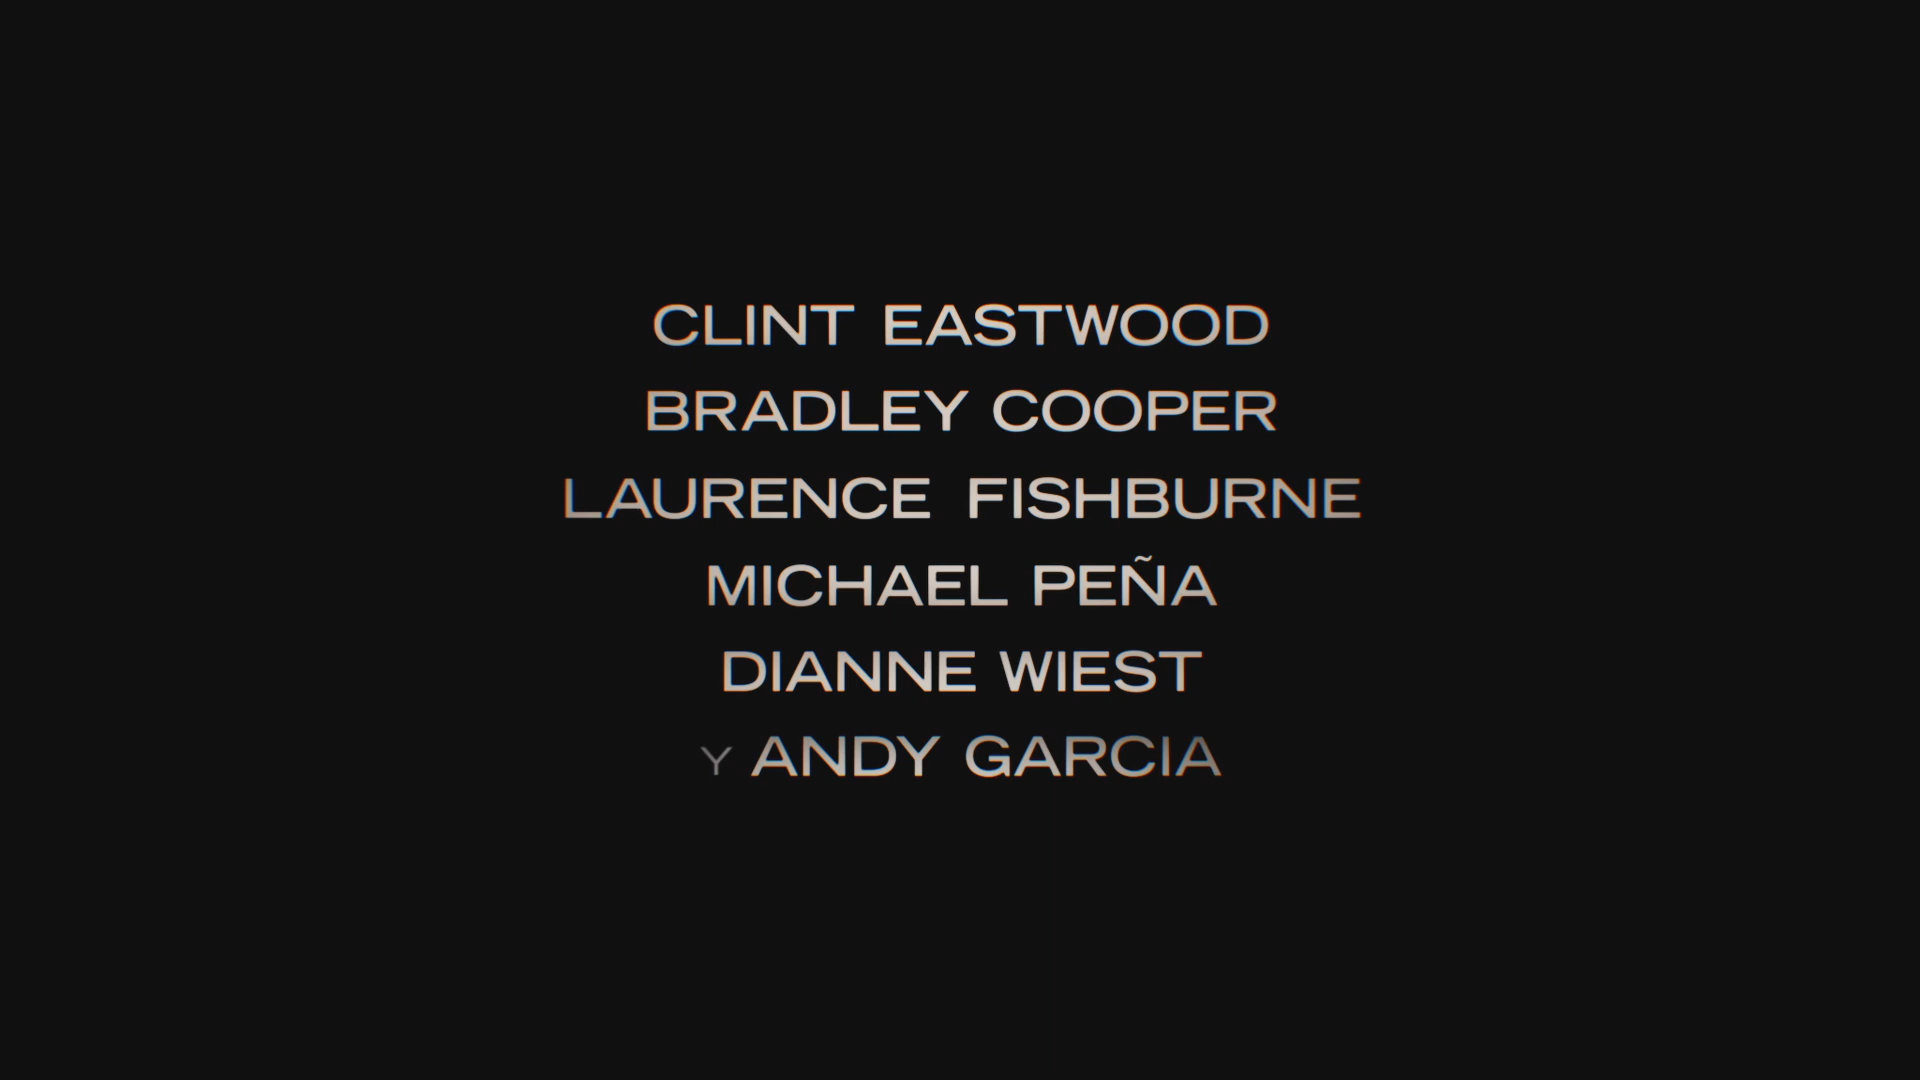 CLINT EASTWOOD
BRADLEY COOPER
LAURENCE FISHBURNE
MICHAEL PEÑA
DIANNE WIEST
Y ANDY GARCIA